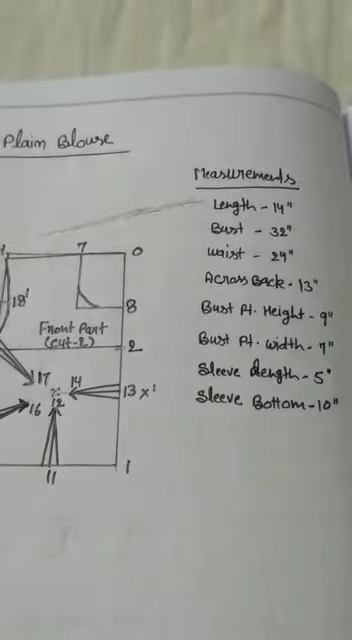 Plain Blouse
Measurements
Length - 14"
Bust - 32"
Waist - 24"
Across Back - 13"
Bust Pt. Height - 9"
Bust Pt. width - 7"
Sleeve Length - 5"
Sleeve Bottom - 10"
7 0
18' 8
Front Part
(Cut-2)
2
17 14 13 x'
16 12
11 1